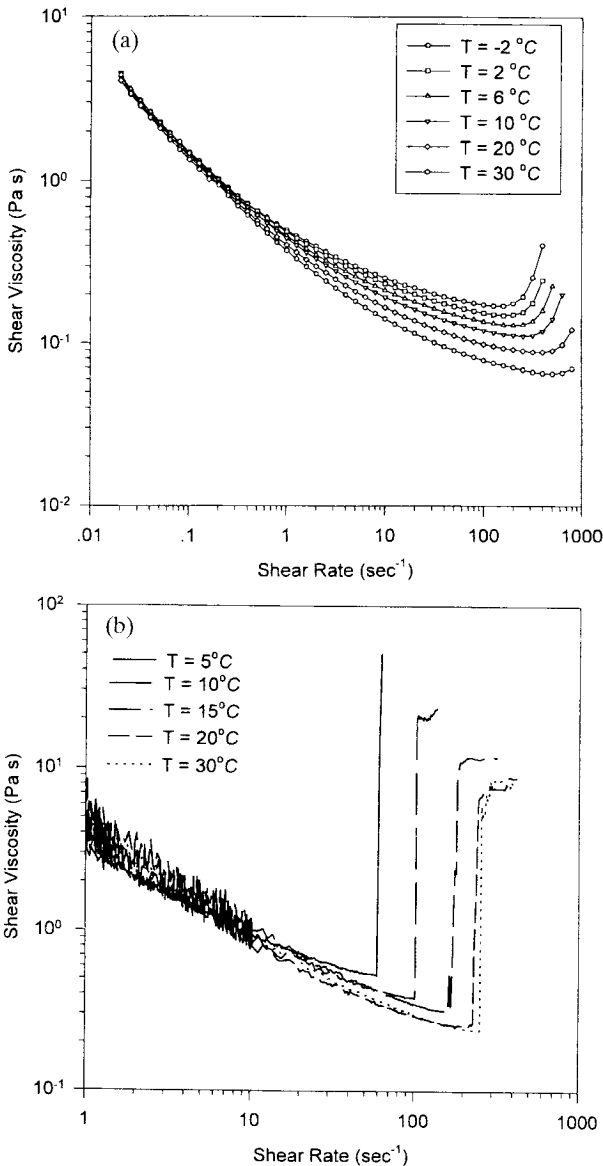 (a)
T = -2 °C
T = 2 °C
T = 6 °C
T = 10 °C
T = 20 °C
T = 30 °C
10¹
10⁰
10⁻¹
10⁻²
Shear Viscosity (Pa s)
.01 .1 1 10 100 1000
Shear Rate (sec⁻¹)
(b)
T = 5°C
T = 10°C
T = 15°C
T = 20°C
T = 30°C
10²
10¹
10⁰
10⁻¹
Shear Viscosity (Pa s)
1 10 100 1000
Shear Rate (sec⁻¹)